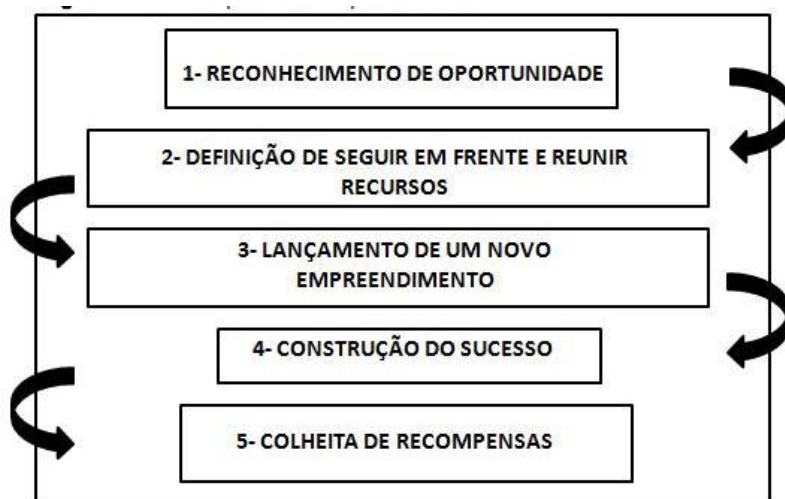 1- RECONHECIMENTO DE OPORTUNIDADE
2- DEFINIÇÃO DE SEGUIR EM FRENTE E REUNIR
RECURSOS
3- LANÇAMENTO DE UM NOVO
EMPREENDIMENTO
4- CONSTRUÇÃO DO SUCESSO
5- COLHEITA DE RECOMPENSAS